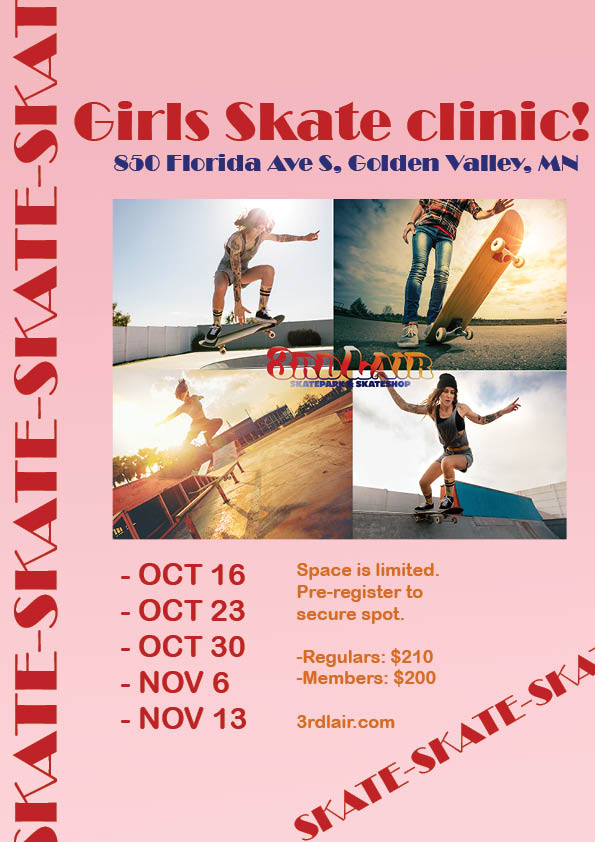 SKATE-SKATE-SKATE-SKAT
Girls Skate clinic!
850 Florida Ave S, Golden Valley, MN
3RDLAIR
SKATEPARK & SKATESHOP
- OCT 16
- OCT 23
- OCT 30
- NOV 6
- NOV 13
Space is limited.
Pre-register to
secure spot.
-Regulars: $210
-Members: $200
3rdlair.com
SKATE-SKATE-SKA